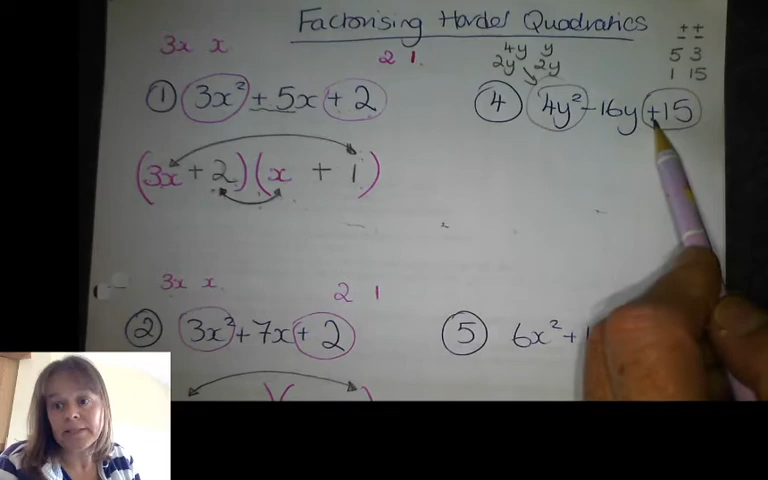 Factorising Harder Quadratics
3x x
2 1.
① 3x² + 5x + 2
(3x + 2)(x + 1)
3x x
2 1
② 3x² + 7x + 2
)(
)
4y y
2y 2y
± ±
5 3
1 15
④ 4y² - 16y + 15
⑤ 6x² + 1